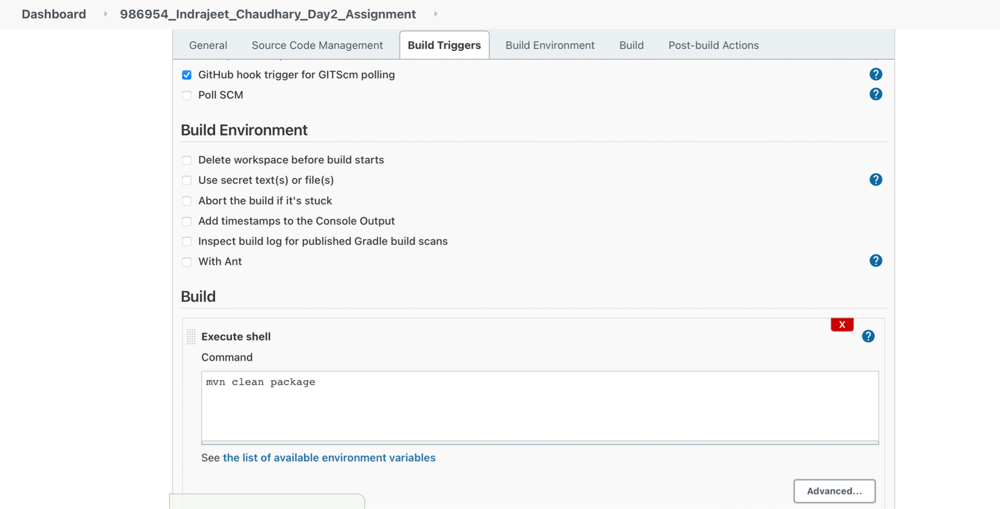 Dashboard 986954_Indrajeet_Chaudhary_Day2_Assignment
General Source Code Management Build Triggers Build Environment Build Post-build Actions
GitHub hook trigger for GITScm polling ?
Poll SCM ?
Build Environment
Delete workspace before build starts
Use secret text(s) or file(s) ?
Abort the build if it's stuck
Add timestamps to the Console Output
Inspect build log for published Gradle build scans
With Ant ?
Build
X
Execute shell ?
Command
mvn clean package
See the list of available environment variables
Advanced...